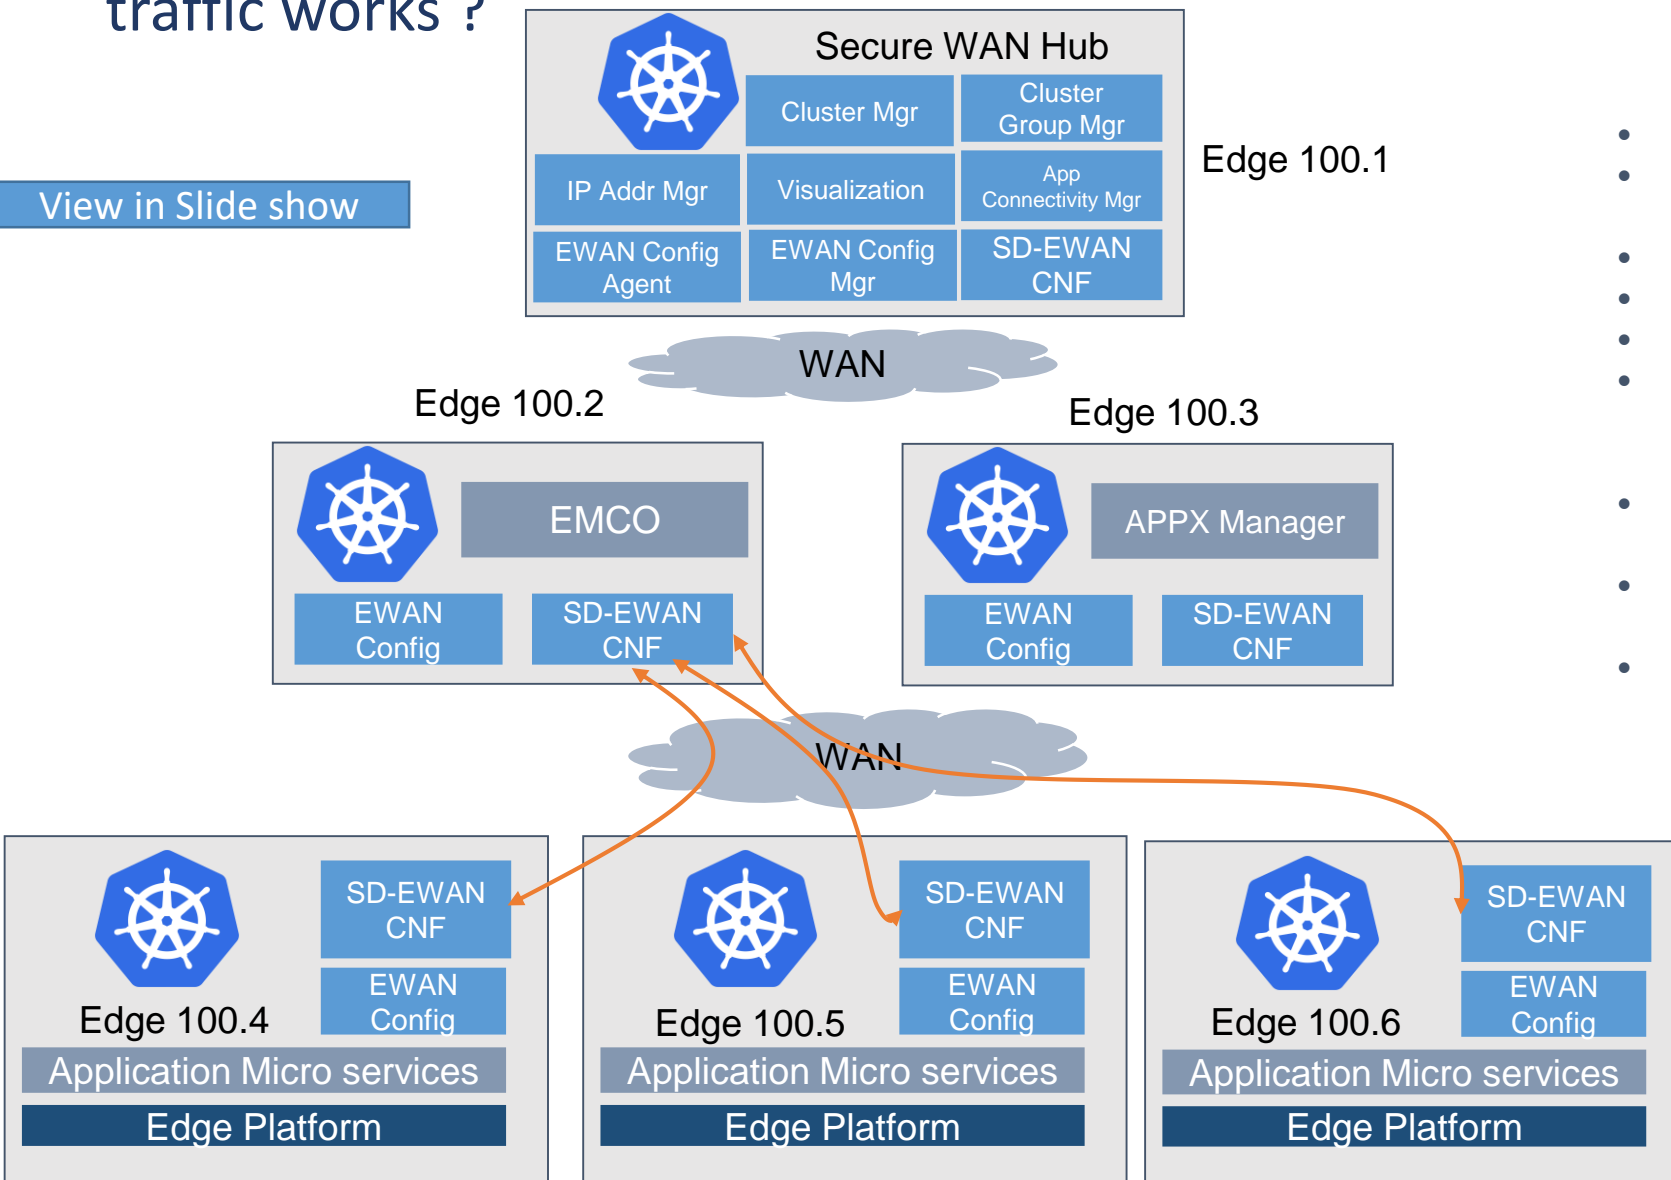 traffic works ?
Secure WAN Hub
Cluster Mgr
Cluster
Group Mgr
Edge 100.1
IP Addr Mgr
Visualization
App
Connectivity Mgr
View in Slide show
EWAN Config
Agent
EWAN Config
Mgr
SD-EWAN
CNF
WAN
Edge 100.2
Edge 100.3
EMCO
APPX Manager
EWAN
Config
SD-EWAN
CNF
EWAN
Config
SD-EWAN
CNF
WAN
SD-EWAN
CNF
EWAN
Config
Edge 100.4
Application Micro services
Edge Platform
SD-EWAN
CNF
EWAN
Config
Edge 100.5
Application Micro services
Edge Platform
SD-EWAN
CNF
EWAN
Config
Edge 100.6
Application Micro services
Edge Platform